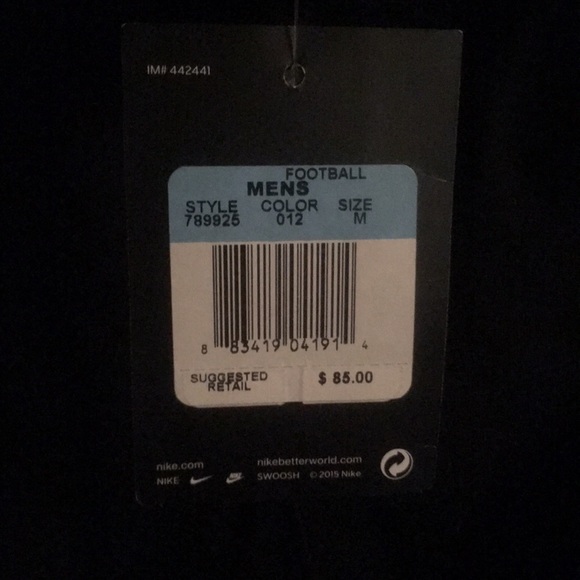 IM# 442441
FOOTBALL
MENS
STYLE COLOR SIZE
789925 012 M
8 83419 04191 4
SUGGESTED
RETAIL $ 85.00
nike.com nikebetterworld.com
NIKE SWOOSH © 2015 Nike